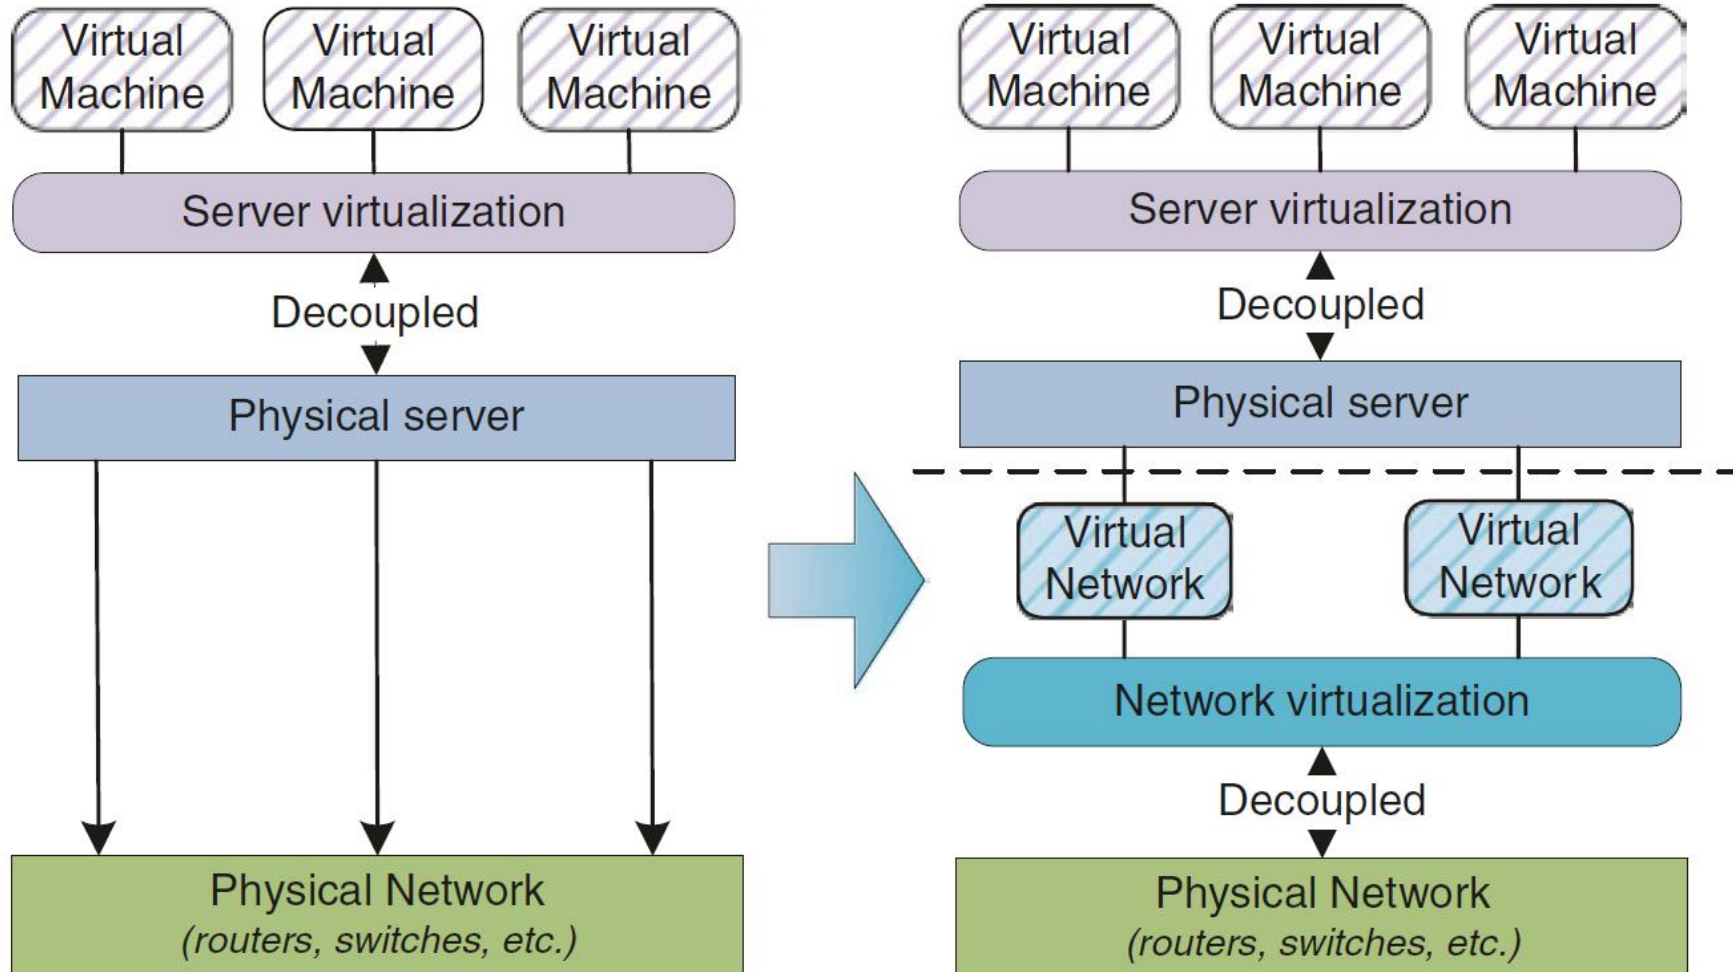 Virtual
Machine
Virtual
Machine
Virtual
Machine
Server virtualization
Decoupled
Physical server
Physical Network
(routers, switches, etc.)
Virtual
Machine
Virtual
Machine
Virtual
Machine
Server virtualization
Decoupled
Physical server
Virtual
Network
Virtual
Network
Network virtualization
Decoupled
Physical Network
(routers, switches, etc.)